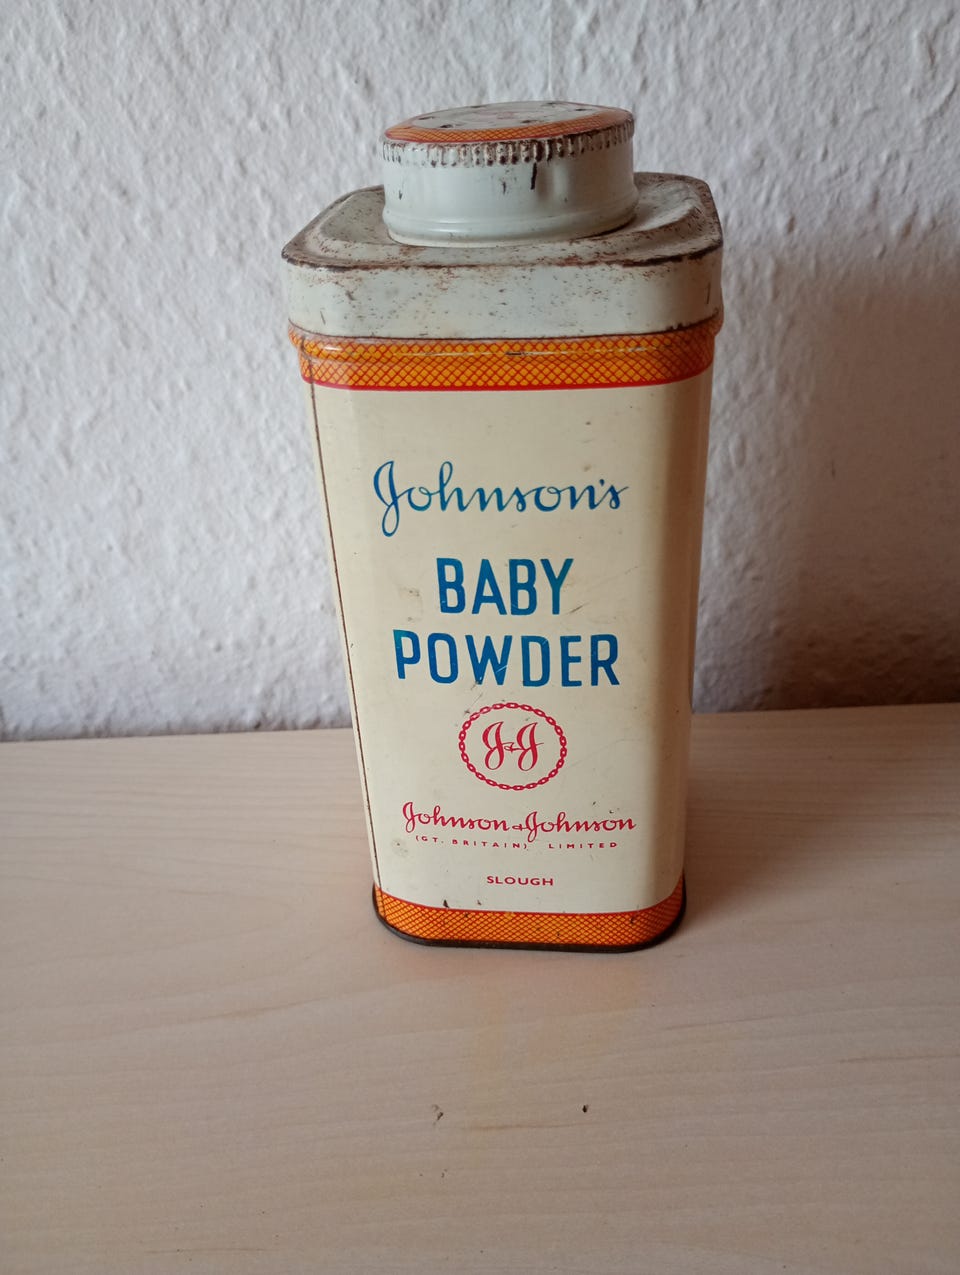 Johnson's
BABY
POWDER
J&J
Johnson & Johnson
(GT. BRITAIN) LIMITED
SLOUGH